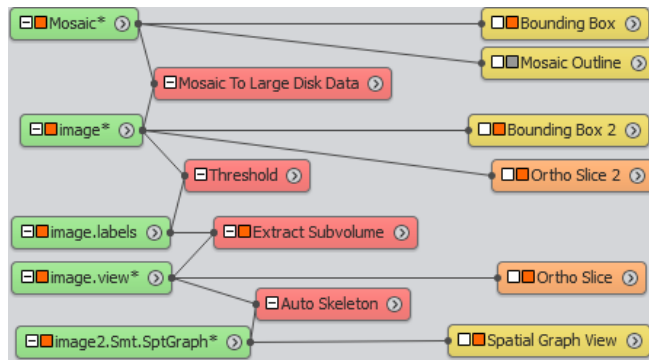 Mosaic*
Bounding Box
Mosaic Outline
Mosaic To Large Disk Data
image*
Bounding Box 2
Threshold
Ortho Slice 2
image.labels
Extract Subvolume
image.view*
Ortho Slice
Auto Skeleton
image2.Smt.SptGraph*
Spatial Graph View